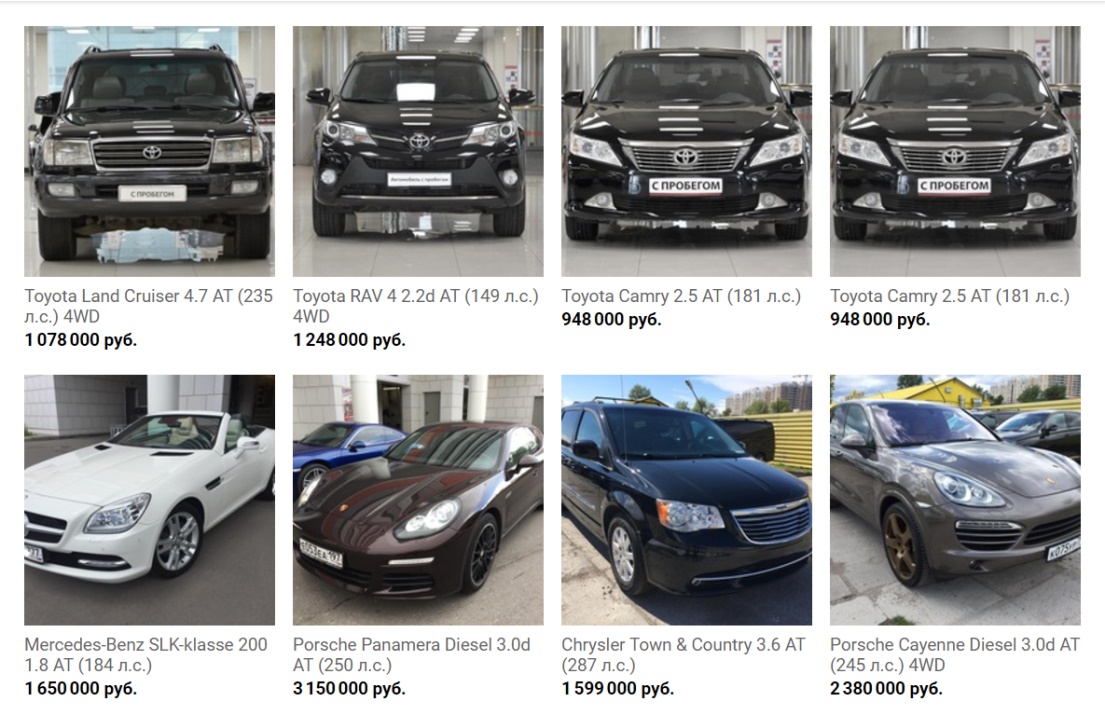 С ПРОБЕГОМ
Автомобиль с пробегом
С ПРОБЕГОМ
С ПРОБЕГОМ
Toyota Land Cruiser 4.7 AT (235
л.с.) 4WD
1 078 000 руб.
Toyota RAV 4 2.2d AT (149 л.с.)
4WD
1 248 000 руб.
Toyota Camry 2.5 AT (181 л.с.)
948 000 руб.
Toyota Camry 2.5 AT (181 л.с.)
948 000 руб.
197
Mercedes-Benz SLK-klasse 200
1.8 AT (184 л.с.)
1 650 000 руб.
Porsche Panamera Diesel 3.0d
AT (250 л.с.)
3 150 000 руб.
Chrysler Town & Country 3.6 AT
(287 л.с.)
1 599 000 руб.
Porsche Cayenne Diesel 3.0d AT
(245 л.с.) 4WD
2 380 000 руб.